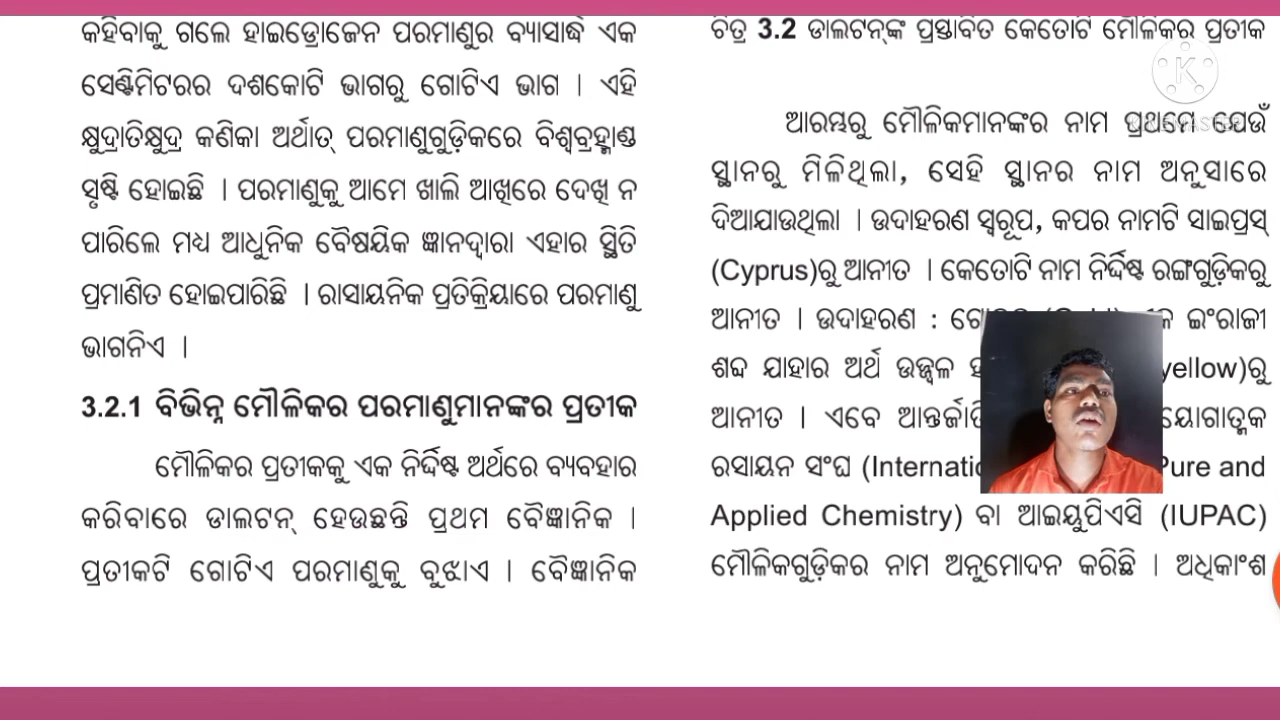 କହିବାକୁ ଗଲେ ହାଇଡ୍ରୋଜେନ ପରମାଣୁର ବ୍ୟାସାର୍ଦ୍ଧ ଏକ
ସେଣ୍ଟିମିଟରର ଦଶକୋଟି ଭାଗରୁ ଗୋଟିଏ ଭାଗ । ଏହି
କ୍ଷୁଦ୍ରାତିକ୍ଷୁଦ୍ର କଣିକା ଅର୍ଥାତ୍ ପରମାଣୁଗୁଡ଼ିକରେ ବିଶ୍ୱବ୍ରହ୍ମାଣ୍ଡ
ସୃଷ୍ଟି ହୋଇଛି । ପରମାଣୁକୁ ଆମେ ଖାଲି ଆଖିରେ ଦେଖି ନ
ପାରିଲେ ମଧ୍ୟ ଆଧୁନିକ ବୈଷୟିକ ଜ୍ଞାନଦ୍ୱାରା ଏହାର ସ୍ଥିତି
ପ୍ରମାଣିତ ହୋଇପାରିଛି । ରାସାୟନିକ ପ୍ରତିକ୍ରିୟାରେ ପରମାଣୁ
ଭାଗନିଏ ।
3.2.1 ବିଭିନ୍ନ ମୌଳିକର ପରମାଣୁମାନଙ୍କର ପ୍ରତୀକ
ମୌଳିକର ପ୍ରତୀକକୁ ଏକ ନିର୍ଦ୍ଦିଷ୍ଟ ଅର୍ଥରେ ବ୍ୟବହାର
କରିବାରେ ଡାଲଟନ୍ ହେଉଛନ୍ତି ପ୍ରଥମ ବୈଜ୍ଞାନିକ ।
ପ୍ରତୀକଟି ଗୋଟିଏ ପରମାଣୁକୁ ବୁଝାଏ । ବୈଜ୍ଞାନିକ
ଚିତ୍ର 3.2 ଡାଲଟନ୍‌ଙ୍କ ପ୍ରସ୍ତାବିତ କେତୋଟି ମୌଳିକର ପ୍ରତୀକ
ଆରମ୍ଭରୁ ମୌଳିକମାନଙ୍କର ନାମ ପ୍ରଥମେ ଯେଉଁ
ସ୍ଥାନରୁ ମିଳିଥିଲା, ସେହି ସ୍ଥାନର ନାମ ଅନୁସାରେ
ଦିଆଯାଉଥିଲା । ଉଦାହରଣ ସ୍ୱରୂପ, କପର ନାମଟି ସାଇପ୍ରସ୍
(Cyprus)ରୁ ଆନୀତ । କେତୋଟି ନାମ ନିର୍ଦ୍ଦିଷ୍ଟ ରଙ୍ଗଗୁଡ଼ିକରୁ
ଆନୀତ । ଉଦାହରଣ : ଇଂରାଜୀ
ଶବ୍ଦ ଯାହାର ଅର୍ଥ ଉଜ୍ଜ୍ୱଳ yellow)ରୁ
ଆନୀତ । ଏବେ
ରସାୟନ ସଂଘ Pure and
Applied Chemistry) ବା ଆଇୟୁପିଏସି (IUPAC)
ମୌଳିକଗୁଡ଼ିକର ନାମ ଅନୁମୋଦନ କରିଛି । ଅଧିକାଂଶ